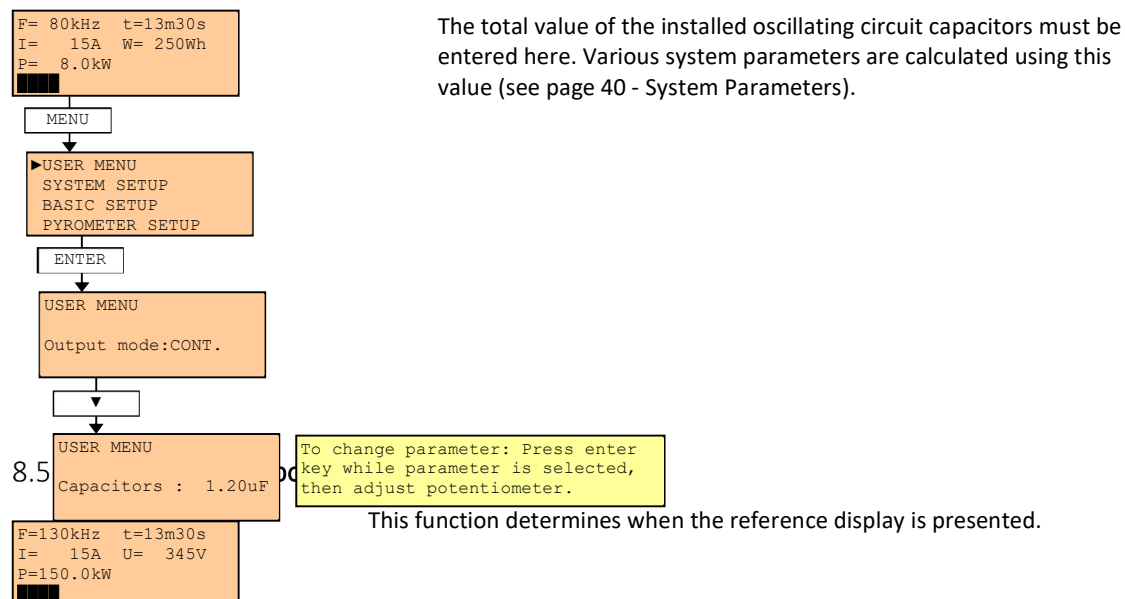 F= 80kHz t=13m30s
I= 15A W= 250Wh
P= 8.0kW
The total value of the installed oscillating circuit capacitors must be
entered here. Various system parameters are calculated using this
value (see page 40 - System Parameters).
MENU
►USER MENU
SYSTEM SETUP
BASIC SETUP
PYROMETER SETUP
ENTER
USER MENU
Output mode:CONT.
▼
USER MENU
Capacitors : 1.20uF
To change parameter: Press enter
key while parameter is selected,
then adjust potentiometer.
8.5
This function determines when the reference display is presented.
F=130kHz t=13m30s
I= 15A U= 345V
P=150.0kW